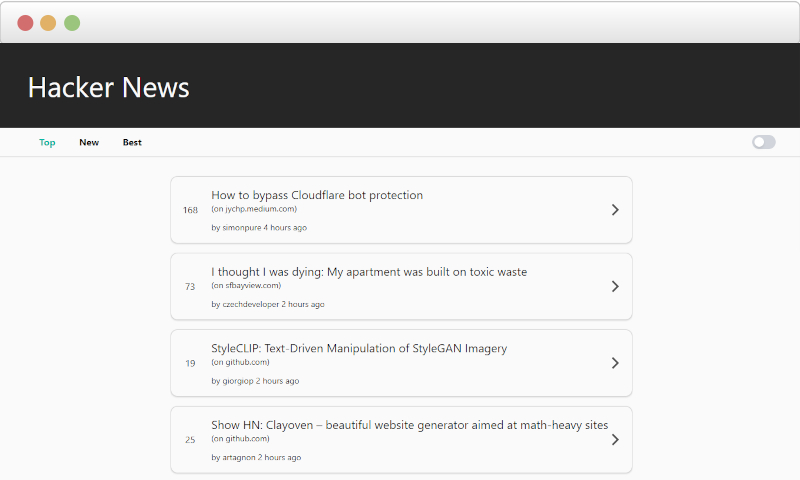 Hacker News
Top New Best
168
How to bypass Cloudflare bot protection
(on jychp.medium.com)
by simonpure 4 hours ago
73
I thought I was dying: My apartment was built on toxic waste
(on sfbayview.com)
by czechdeveloper 2 hours ago
19
StyleCLIP: Text-Driven Manipulation of StyleGAN Imagery
(on github.com)
by giorgiop 2 hours ago
25
Show HN: Clayoven – beautiful website generator aimed at math-heavy sites
(on github.com)
by artagnon 2 hours ago